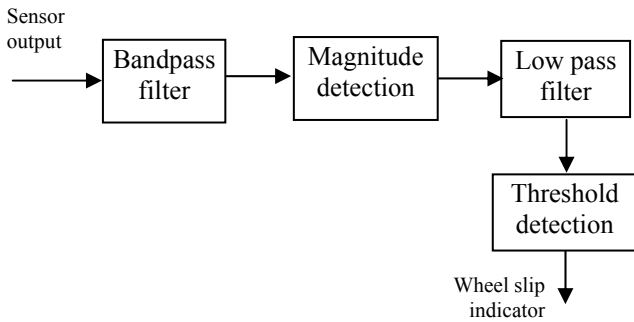 Sensor
output
Bandpass
filter
Magnitude
detection
Low pass
filter
Threshold
detection
Wheel slip
indicator